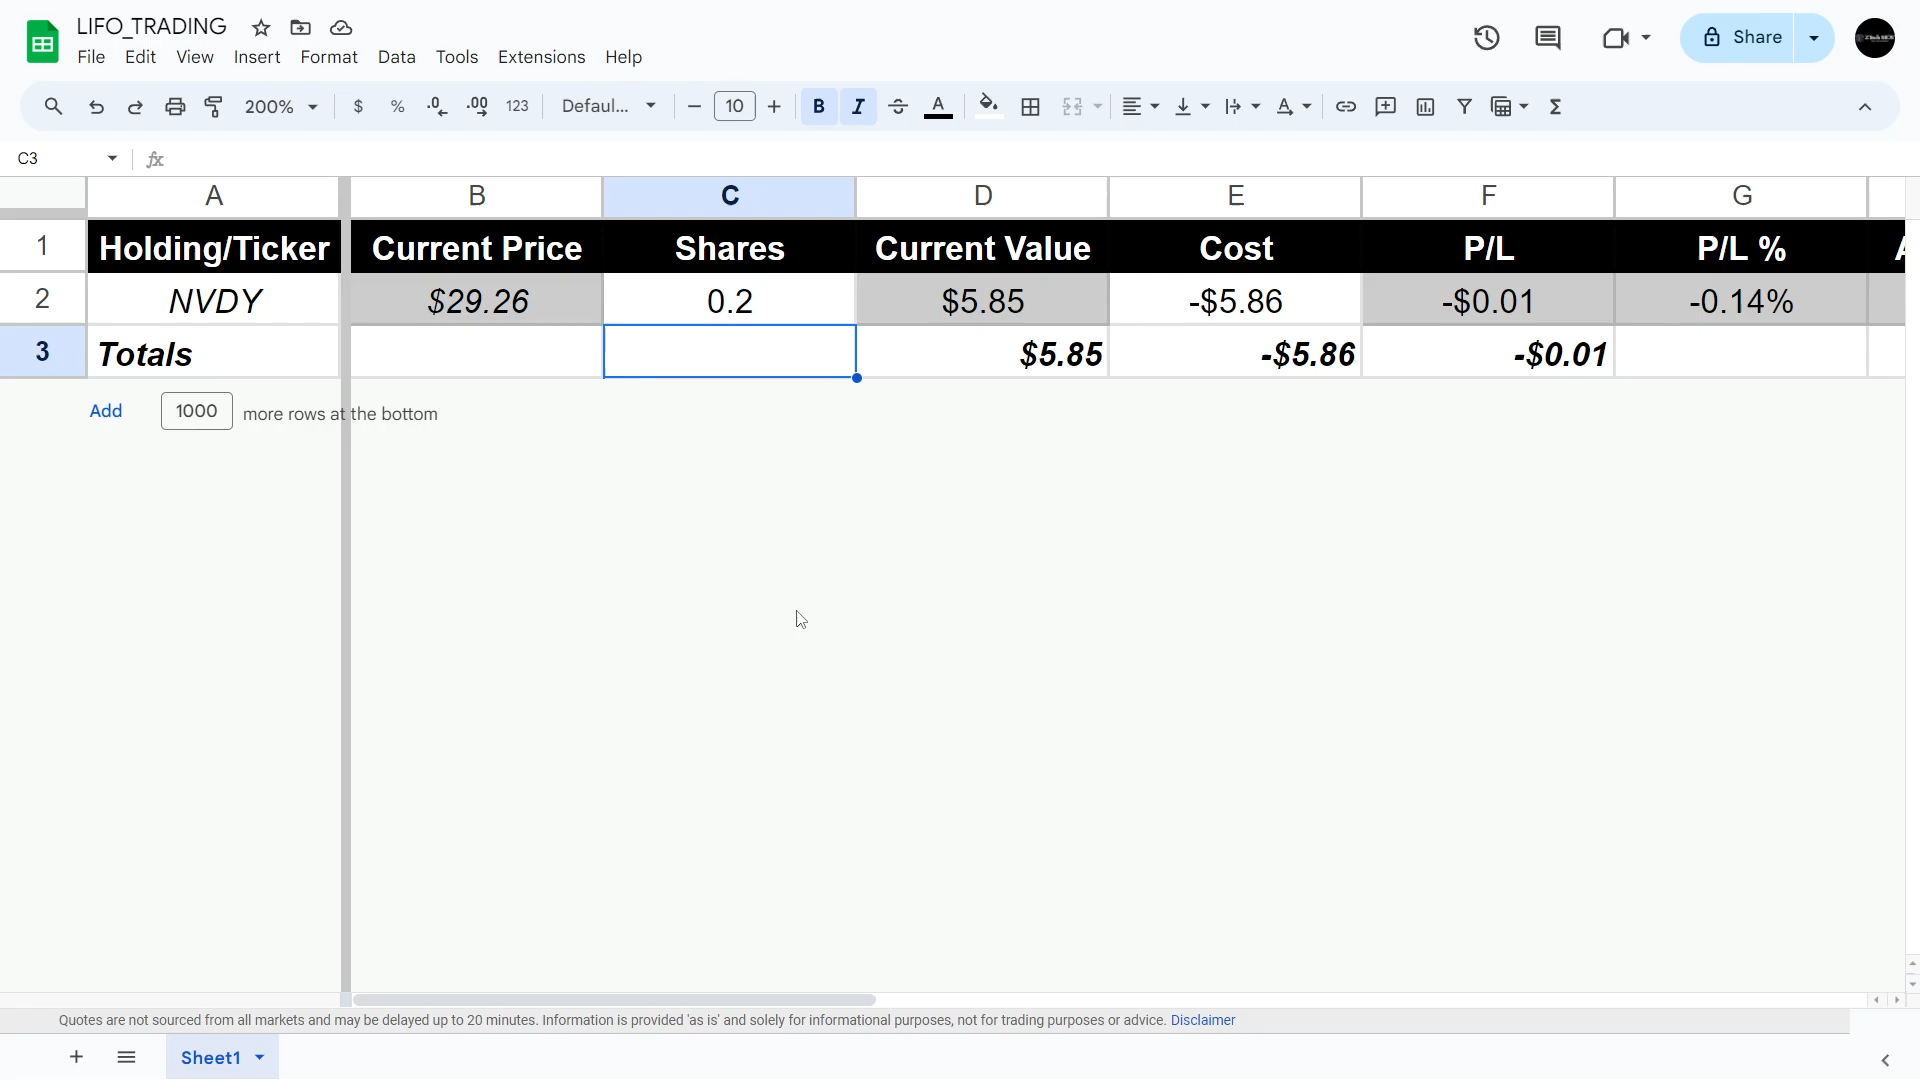 LIFO_TRADING
File Edit View Insert Format Data Tools Extensions Help
Share
200% $ % .0 .00 123 Defaul... 10 B I A Σ
C3 fx
A B C D E F G
1 Holding/Ticker Current Price Shares Current Value Cost P/L P/L %
2 NVDY $29.26 0.2 $5.85 -$5.86 -$0.01 -0.14%
3 Totals $5.85 -$5.86 -$0.01
Add 1000 more rows at the bottom
Quotes are not sourced from all markets and may be delayed up to 20 minutes. Information is provided 'as is' and solely for informational purposes, not for trading purposes or advice. Disclaimer
Sheet1